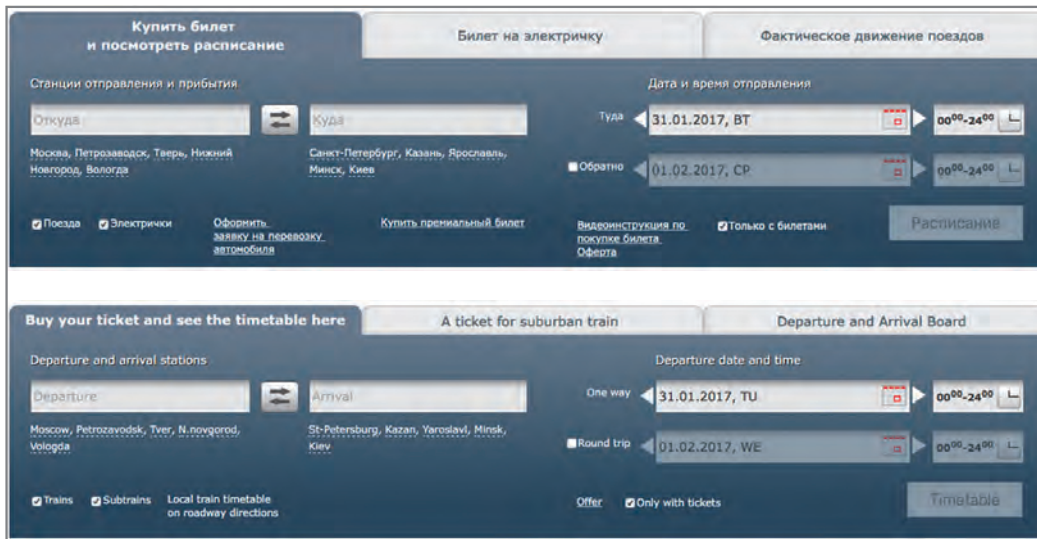 Купить билет
и посмотреть расписание
Билет на электричку
Фактическое движение поездов
Станции отправления и прибытия
Дата и время отправления
Откуда
Куда
Туда
31.01.2017, ВТ
00⁰⁰-24⁰⁰
Москва, Петрозаводск, Тверь, Нижний
Новгород, Вологда
Санкт-Петербург, Казань, Ярославль,
Минск, Киев
Обратно
01.02.2017, СР
00⁰⁰-24⁰⁰
Поезда
Электрички
Оформить
заявку на перевозку
автомобиля
Купить премиальный билет
Видеоинструкция по
покупке билета
Оферта
Только с билетами
Расписание
Buy your ticket and see the timetable here
A ticket for suburban train
Departure and Arrival Board
Departure and arrival stations
Departure date and time
Departure
Arrival
One way
31.01.2017, TU
00⁰⁰-24⁰⁰
Moscow, Petrozavodsk, Tver, N.novgorod,
Vologda
St-Petersburg, Kazan, Yaroslavl, Minsk,
Kiev
Round trip
01.02.2017, WE
00⁰⁰-24⁰⁰
Trains
Subtrains
Local train timetable
on roadway directions
Offer
Only with tickets
Timetable